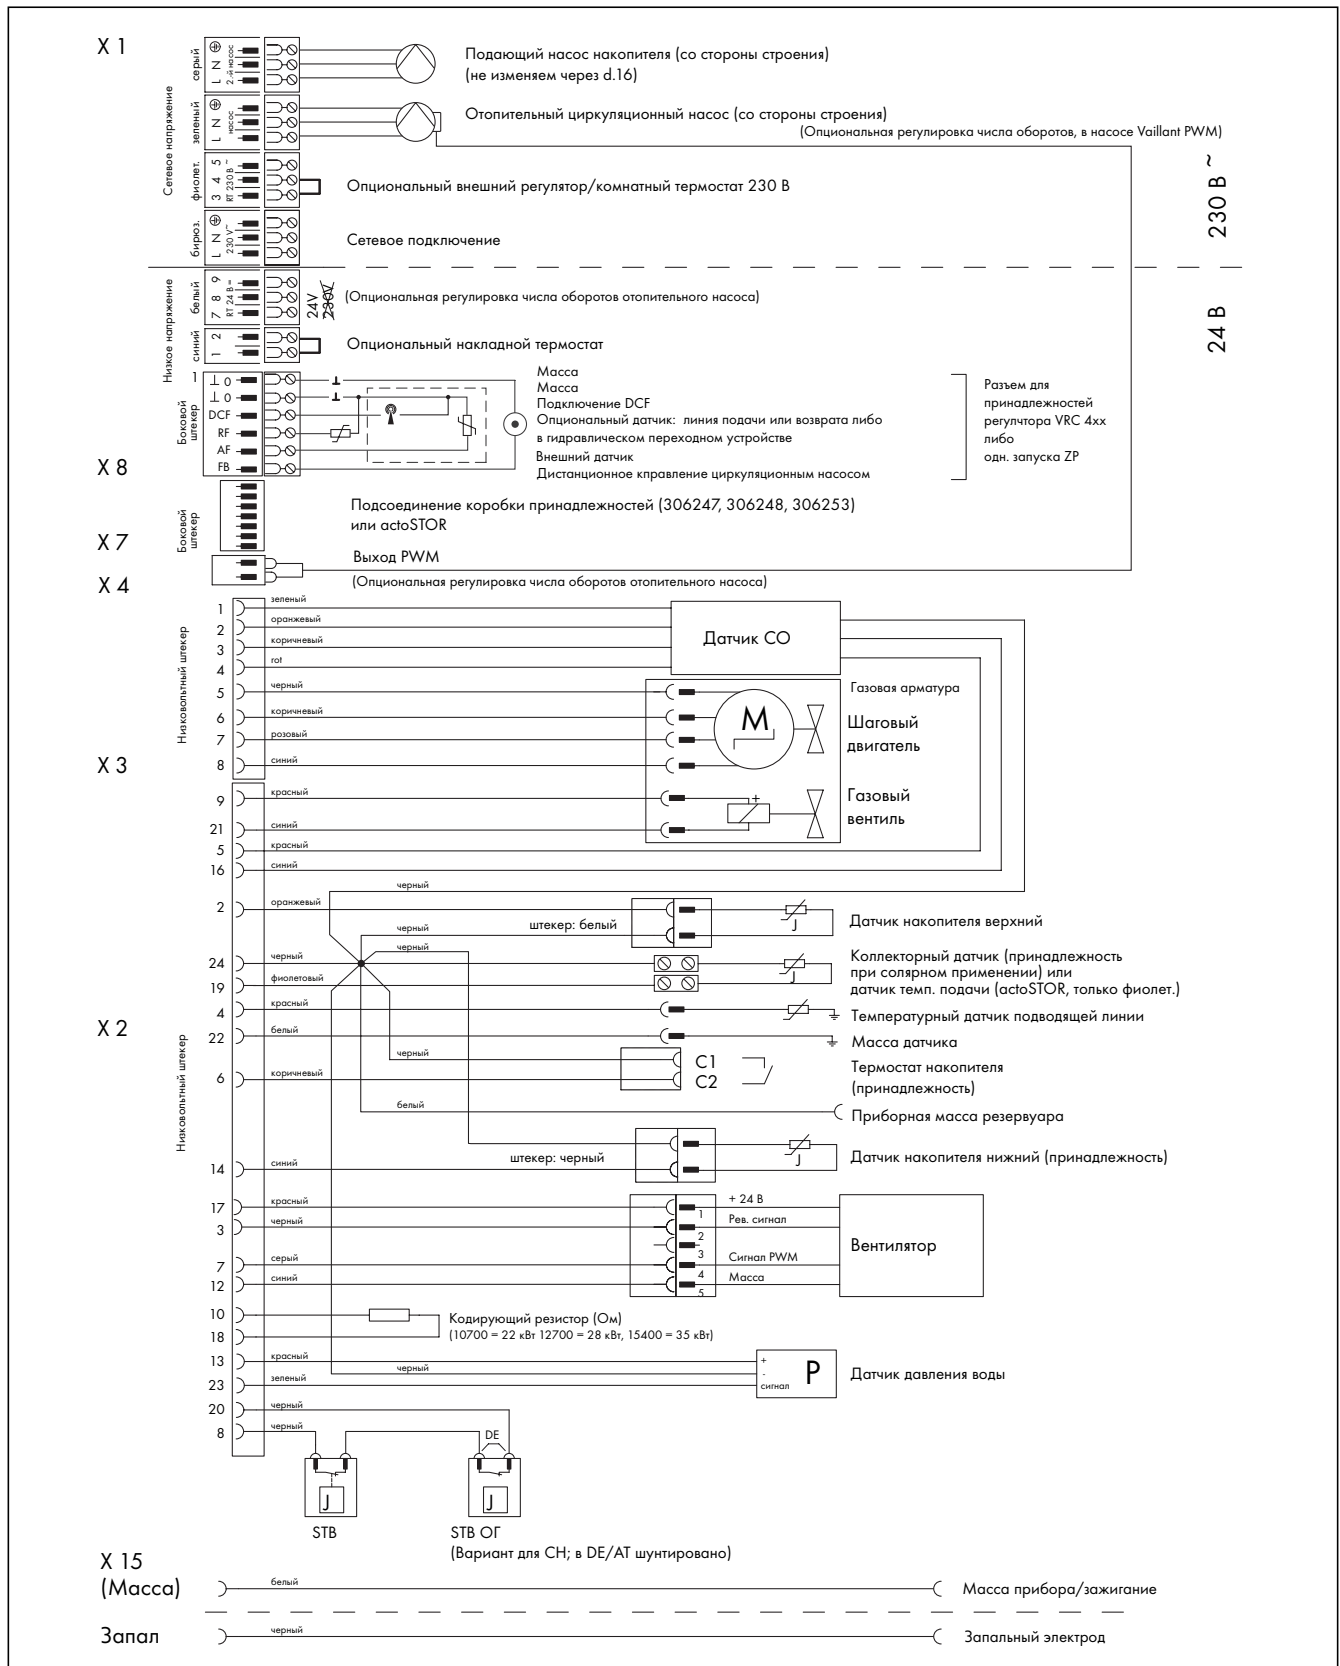 X 1
Сетевое напряжение
серый
L N
2-й насос
Подающий насос накопителя (со стороны строения)
(не изменяем через d.16)
зеленый
L N
насос
Отопительный циркуляционный насос (со стороны строения)
(Опциональная регулировка числа оборотов, в насосе Vaillant PWM)
фиолет.
3 4 5
RT 230 В ~
Опциональный внешний регулятор/комнатный термостат 230 В
230 В ~
бирюз.
L N
230 V~
Сетевое подключение
Низкое напряжение
белый
7 8 9
RT 24 В =
24V
230V
(Опциональная регулировка числа оборотов отопительного насоса)
24 В
синий
1 2
Опциональный накладной термостат
Боковой
штекер
1
0
0
DCF
RF
AF
FB
Масса
Масса
Подключение DCF
Опциональный датчик: линия подачи или возврата либо
в гидравлическом переходном устройстве
Внешний датчик
Дистанционное кправление циркуляционным насосом
Разъем для
принадлежностей
регулчтора VRC 4xx
либо
одн. запуска ZP
X 8
Боковой
штекер
Подсоединение коробки принадлежностей (306247, 306248, 306253)
или actoSTOR
X 7
Выход PWM
(Опциональная регулировка числа оборотов отопительного насоса)
X 4
Низковольтный штекер
1 зеленый
2 оранжевый
3 коричневый
4 rot
Датчик CO
5 черный
6 коричневый
7 розовый
8 синий
M
Газовая арматура
Шаговый
двигатель
X 3
9 красный
21 синий
+
Газовый
вентиль
5 красный
16 синий
черный
2 оранжевый
черный
штекер: белый
J
Датчик накопителя верхний
черный
24 черный
19 фиолетовый
J
Коллекторный датчик (принадлежность
при солярном применении) или
датчик темп. подачи (actoSTOR, только фиолет.)
4 красный
Температурный датчик подводящей линии
X 2
Низковольтный штекер
22 белый
Масса датчика
черный
6 коричневый
C1
C2
Термостат накопителя
(принадлежность)
белый
Приборная масса резервуара
14 синий
штекер: черный
J
Датчик накопителя нижний (принадлежность)
17 красный
3 черный
7 серый
12 синий
1
2
3
4
5
+ 24 В
Рев. сигнал
Сигнал PWM
Масса
Вентилятор
10
18
Кодирующий резистор (Ом)
(10700 = 22 кВт 12700 = 28 кВт, 15400 = 35 кВт)
13 красный
черный
23 зеленый
+
-
сигнал
P
Датчик давления воды
20 черный
8 черный
DE
J
J
STB
STB ОГ
(Вариант для CH; в DE/AT шунтировано)
X 15
(Масса)
белый
Масса прибора/зажигание
Запал
черный
Запальный электрод